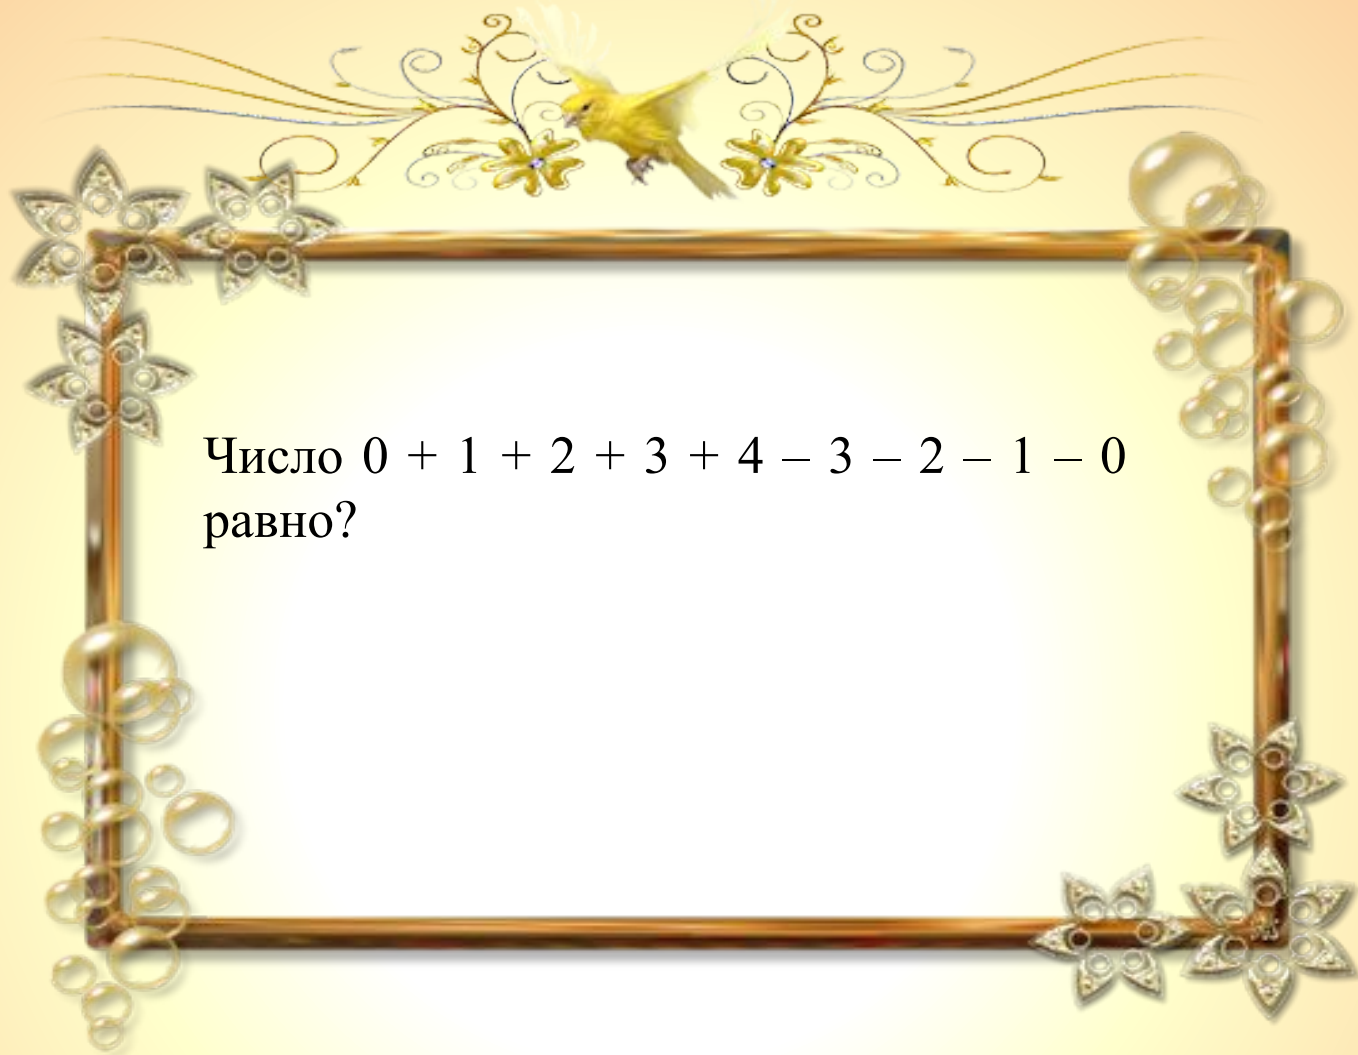 Число 0 + 1 + 2 + 3 + 4 – 3 – 2 – 1 – 0
равно?